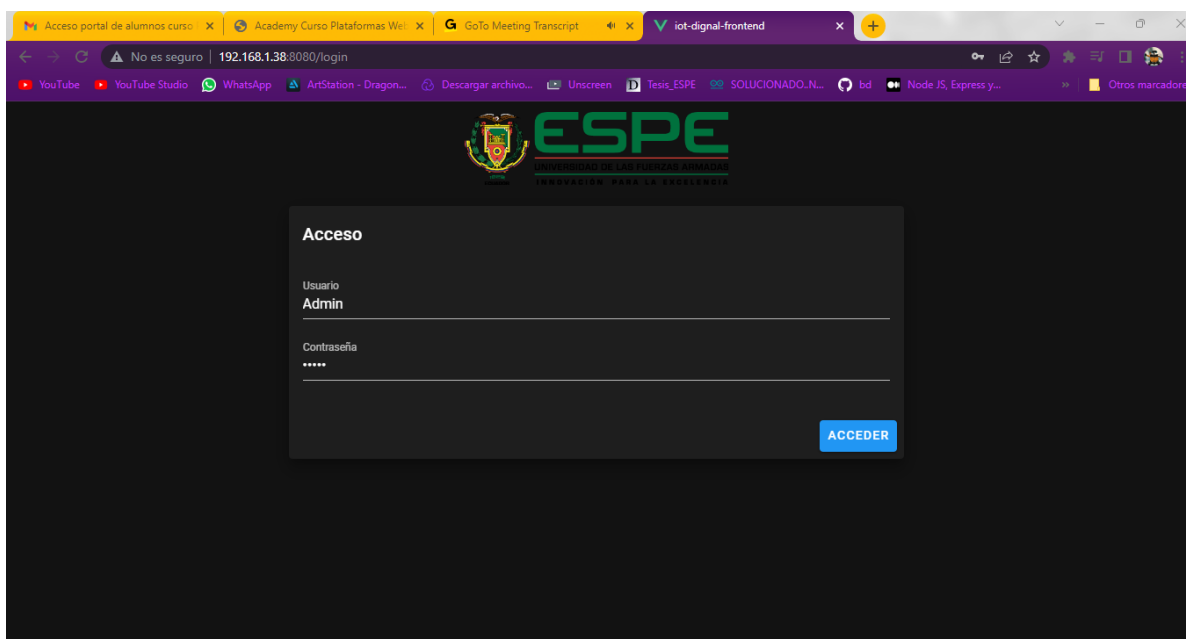 Acceso portal de alumnos curso
Academy Curso Plataformas Web
GoTo Meeting Transcript
iot-dignal-frontend
No es seguro | 192.168.1.38:8080/login
YouTube
YouTube Studio
WhatsApp
ArtStation - Dragon...
Descargar archivo...
Unscreen
Tesis_ESPE
SOLUCIONADO...N...
bd
Node JS, Express y...
»
Otros marcadore
ESPE
UNIVERSIDAD DE LAS FUERZAS ARMADAS
INNOVACIÓN PARA LA EXCELENCIA
Acceso
Usuario
Admin
Contraseña
•••••
ACCEDER